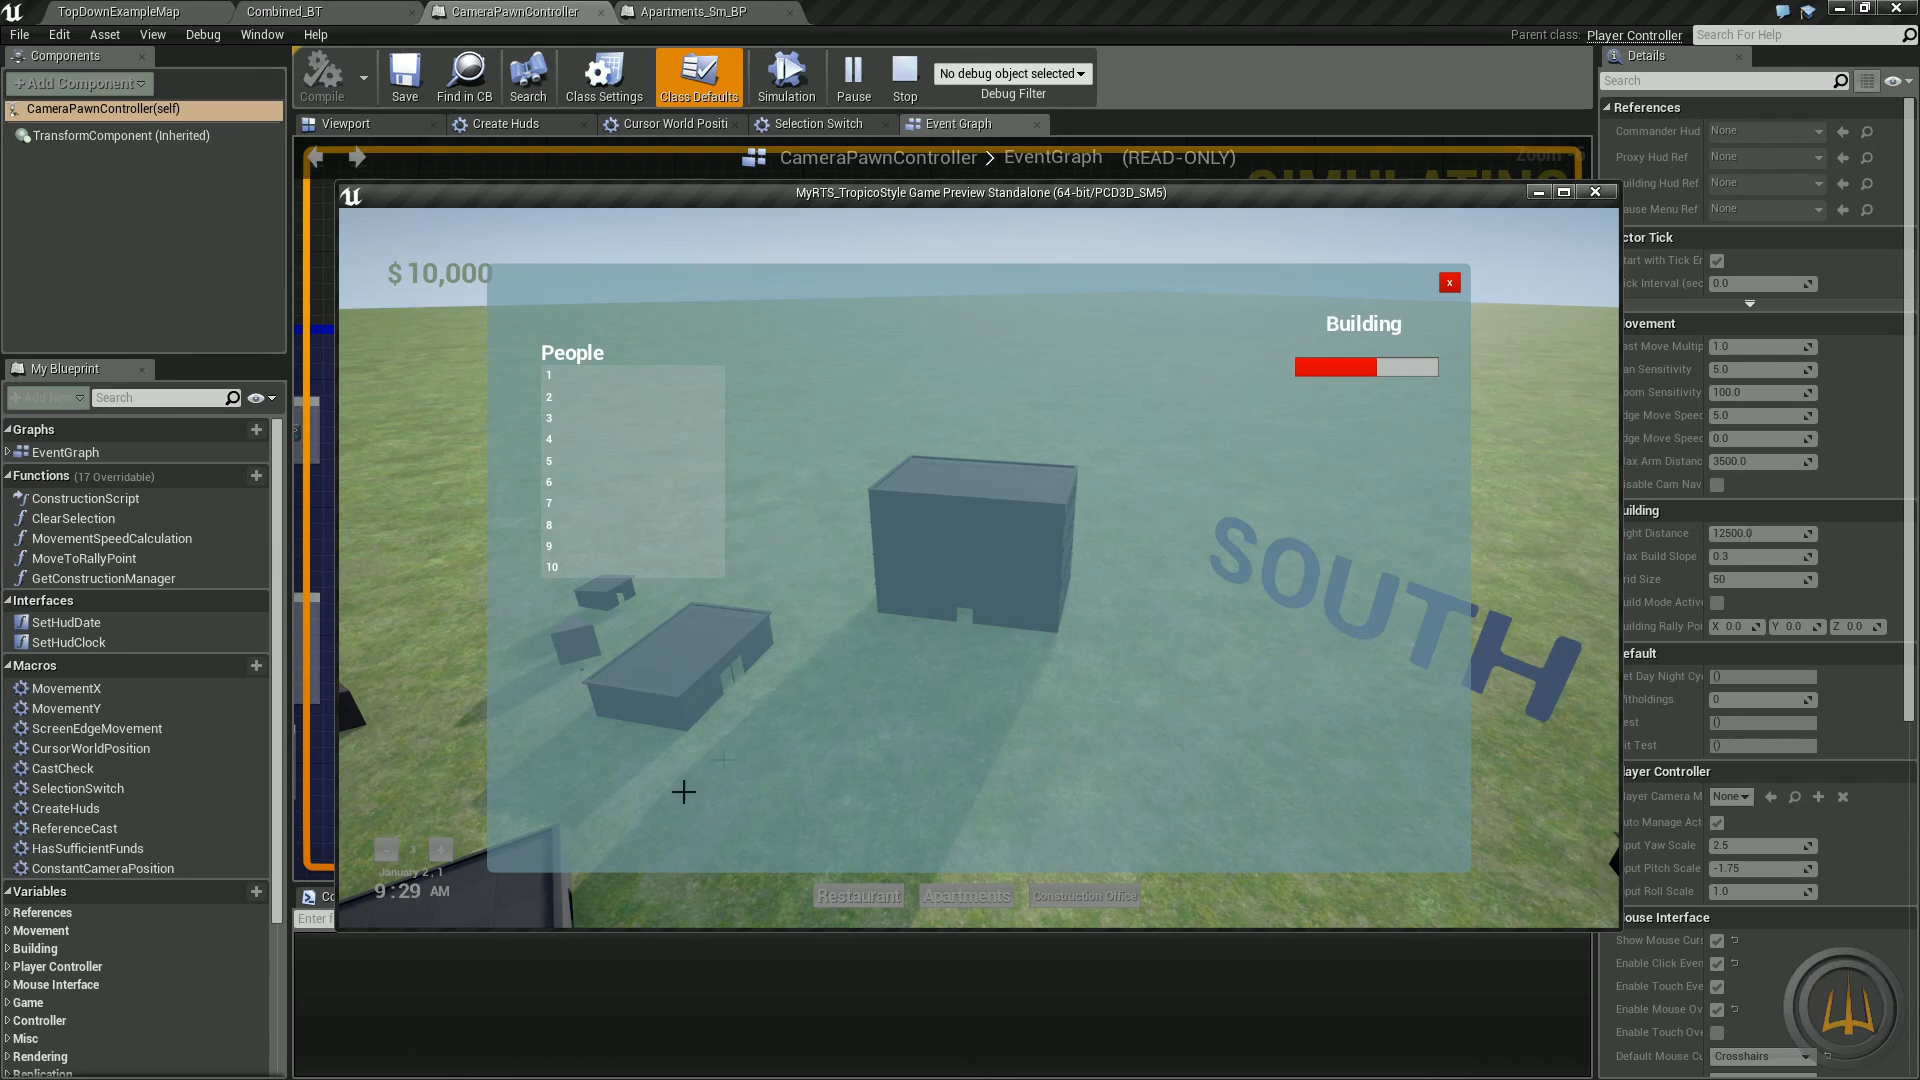 TopDownExampleMap
Combined_BT
CameraPawnController
Apartments_Sm_BP
File Edit Asset View Debug Window Help
Parent class: Player Controller
Search For Help
Components
+Add Component
CameraPawnController(self)
TransformComponent (Inherited)
Compile
Save
Find in CB
Search
Class Settings
Class Defaults
Simulation
Pause
Stop
No debug object selected
Debug Filter
Viewport
Create Huds
Cursor World Positi
Selection Switch
Event Graph
CameraPawnController > EventGraph (READ-ONLY)
MyRTS_TropicoStyle Game Preview Standalone (64-bit/PCD3D_SM5)
$ 10,000
x
Building
People
1
2
3
4
5
6
7
8
9
10
SOUTH
- 3 +
January 2, 1
9:29 AM
Restaurant
Apartments
Construction Office
My Blueprint
+ Add New
Search
Graphs
EventGraph
Functions (17 Overridable)
ConstructionScript
ClearSelection
MovementSpeedCalculation
MoveToRallyPoint
GetConstructionManager
Interfaces
SetHudDate
SetHudClock
Macros
MovementX
MovementY
ScreenEdgeMovement
CursorWorldPosition
CastCheck
SelectionSwitch
CreateHuds
ReferenceCast
HasSufficientFunds
ConstantCameraPosition
Variables
References
Movement
Building
Player Controller
Mouse Interface
Game
Controller
Misc
Rendering
Replication
Details
Search
References
Commander Hud None
Proxy Hud Ref None
uilding Hud Ref None
ause Menu Ref None
ctor Tick
tart with Tick En
ick Interval (sec 0.0
ovement
ast Move Multip 1.0
an Sensitivity 5.0
oom Sensitivity 100.0
dge Move Speed 5.0
dge Move Speed 0.0
ax Arm Distanc 3500.0
isable Cam Nav
uilding
ight Distance 12500.0
ax Build Slope 0.3
rid Size 50
uild Mode Active
uilding Rally Poi X 0.0 Y 0.0 Z 0.0
efault
et Day Night Cy ()
itholdings 0
est ()
it Test ()
layer Controller
layer Camera M None
uto Manage Act
nput Yaw Scale 2.5
nput Pitch Scale -1.75
nput Roll Scale 1.0
ouse Interface
Show Mouse Curs
Enable Click Even
Enable Touch Eve
Enable Mouse Ov
Enable Touch Ove
Default Mouse Cu Crosshairs